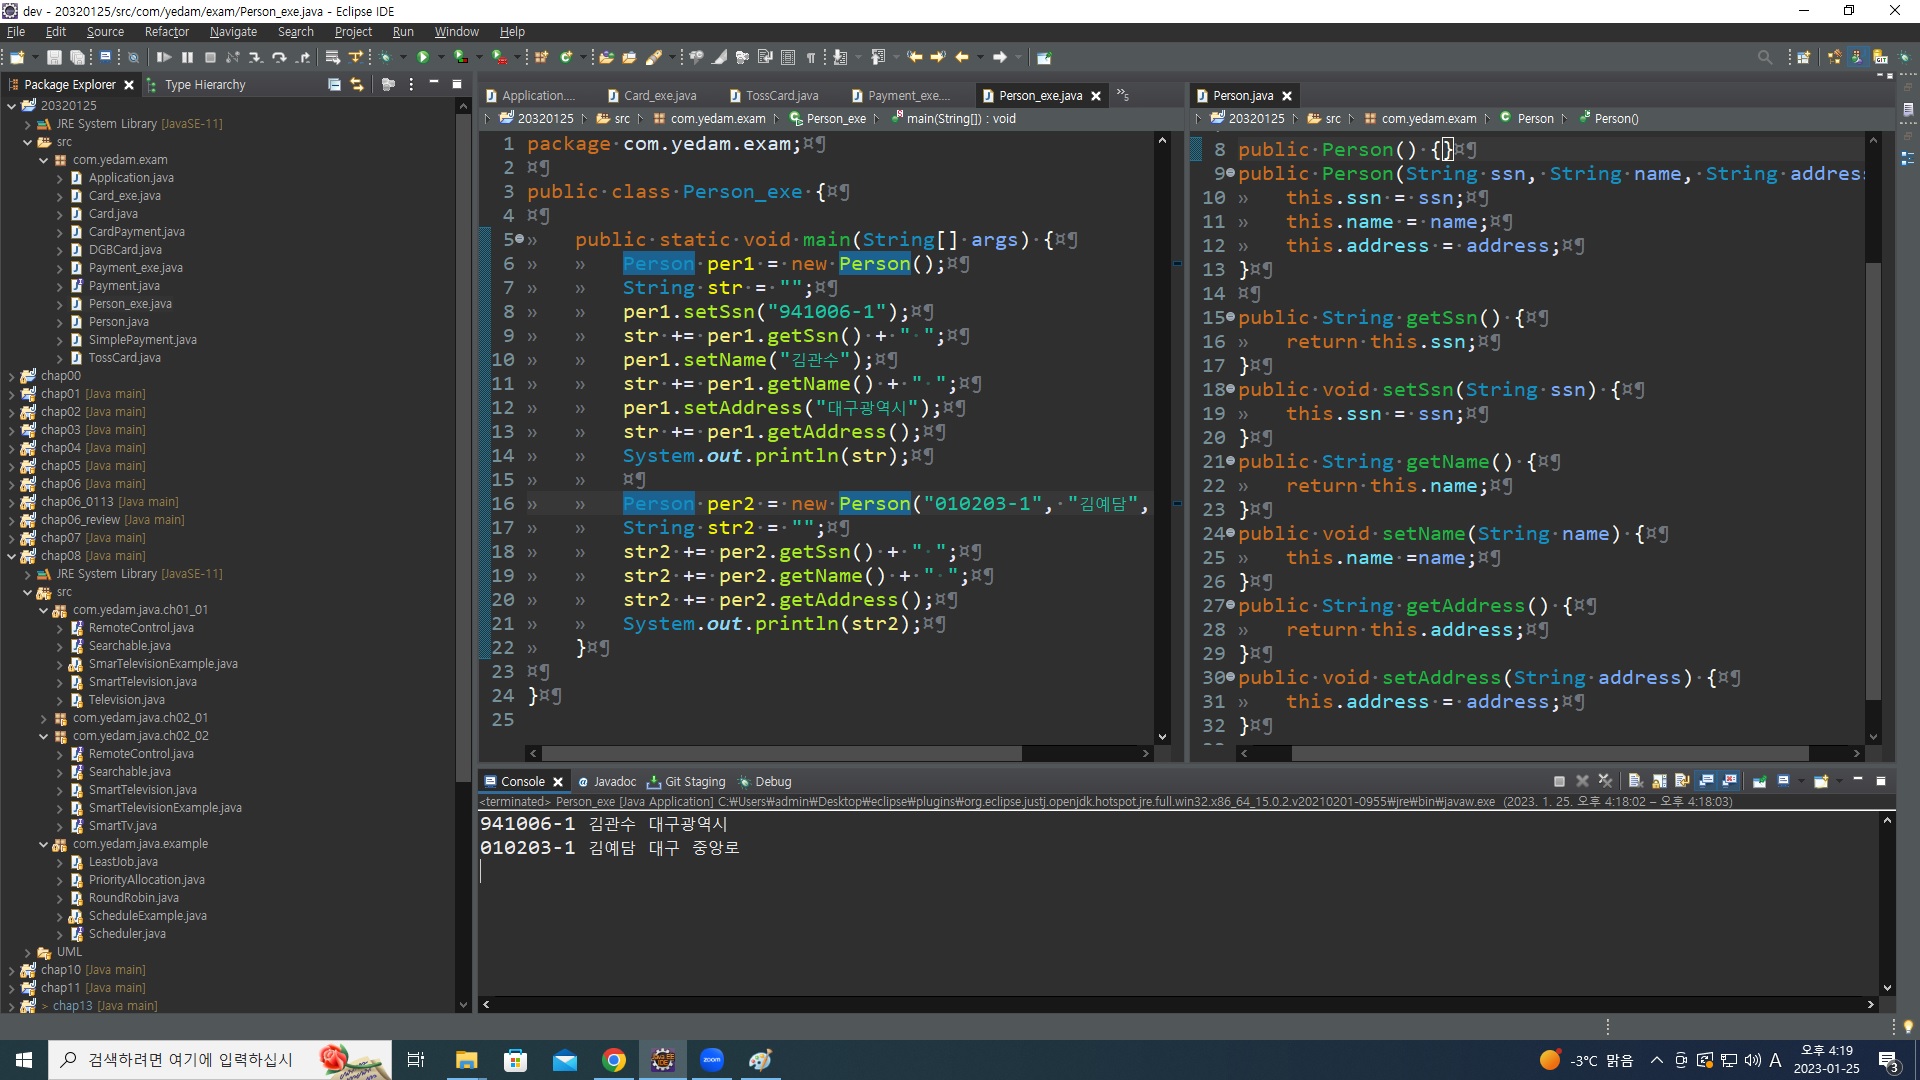 dev - 20320125/src/com/yedam/exam/Person_exe.java - Eclipse IDE
File Edit Source Refactor Navigate Search Project Run Window Help
Package Explorer Type Hierarchy
20320125
JRE System Library [JavaSE-11]
src
com.yedam.exam
Application.java
Card_exe.java
Card.java
CardPayment.java
DGBCard.java
Payment_exe.java
Payment.java
Person_exe.java
Person.java
SimplePayment.java
TossCard.java
chap00
chap01 [Java main]
chap02 [Java main]
chap03 [Java main]
chap04 [Java main]
chap05 [Java main]
chap06 [Java main]
chap06_0113 [Java main]
chap06_review [Java main]
chap07 [Java main]
chap08 [Java main]
JRE System Library [JavaSE-11]
src
com.yedam.java.ch01_01
RemoteControl.java
Searchable.java
SmarTelevisionExample.java
SmartTelevision.java
Television.java
com.yedam.java.ch02_01
com.yedam.java.ch02_02
RemoteControl.java
Searchable.java
SmartTelevision.java
SmartTelevisionExample.java
SmartTv.java
com.yedam.java.example
LeastJob.java
PriorityAllocation.java
RoundRobin.java
ScheduleExample.java
Scheduler.java
UML
chap10 [Java main]
chap11 [Java main]
> chap13 [Java main]
Application.... Card_exe.java TossCard.java Payment_exe.... Person_exe.java »5
20320125 src com.yedam.exam Person_exe main(String[]) : void
1 package·com.yedam.exam;¤¶
2 ¤¶
3 public·class·Person_exe·{¤¶
4 ¤¶
5 » public·static·void·main(String[]·args)·{¤¶
6 » » Person·per1·=·new·Person();¤¶
7 » » String·str·=·"";¤¶
8 » » per1.setSsn("941006-1");¤¶
9 » » str·+=·per1.getSsn()·+·"·";¤¶
10 » » per1.setName("김관수");¤¶
11 » » str·+=·per1.getName()·+·"·";¤¶
12 » » per1.setAddress("대구광역시");¤¶
13 » » str·+=·per1.getAddress();¤¶
14 » » System.out.println(str);¤¶
15 » » ¤¶
16 » » Person·per2·=·new·Person("010203-1",·"김예담",
17 » » String·str2·=·"";¤¶
18 » » str2·+=·per2.getSsn()·+·"·";¤¶
19 » » str2·+=·per2.getName()·+·"·";¤¶
20 » » str2·+=·per2.getAddress();¤¶
21 » » System.out.println(str2);¤¶
22 » }¤¶
23 ¤¶
24 }¤¶
25
Person.java
20320125 src com.yedam.exam Person Person()
8 public·Person()·{}¤¶
9 public·Person(String·ssn,·String·name,·String·address
10 » this.ssn·=·ssn;¤¶
11 » this.name·=·name;¤¶
12 » this.address·=·address;¤¶
13 }¤¶
14 ¤¶
15 public·String·getSsn()·{¤¶
16 » return·this.ssn;¤¶
17 }¤¶
18 public·void·setSsn(String·ssn)·{¤¶
19 » this.ssn·=·ssn;¤¶
20 }¤¶
21 public·String·getName()·{¤¶
22 » return·this.name;¤¶
23 }¤¶
24 public·void·setName(String·name)·{¤¶
25 » this.name·=name;¤¶
26 }¤¶
27 public·String·getAddress()·{¤¶
28 » return·this.address;¤¶
29 }¤¶
30 public·void·setAddress(String·address)·{¤¶
31 » this.address·=·address;¤¶
32 }¤¶
Console Javadoc Git Staging Debug
<terminated> Person_exe [Java Application] C:₩Users₩admin₩Desktop₩eclipse₩plugins₩org.eclipse.justj.openjdk.hotspot.jre.full.win32.x86_64_15.0.2.v20210201-0955₩jre₩bin₩javaw.exe (2023. 1. 25. 오후 4:18:02 – 오후 4:18:03)
941006-1 김관수 대구광역시
010203-1 김예담 대구 중앙로
검색하려면 여기에 입력하십시
zoom
-3°C 맑음
A
오후 4:19
2023-01-25
3